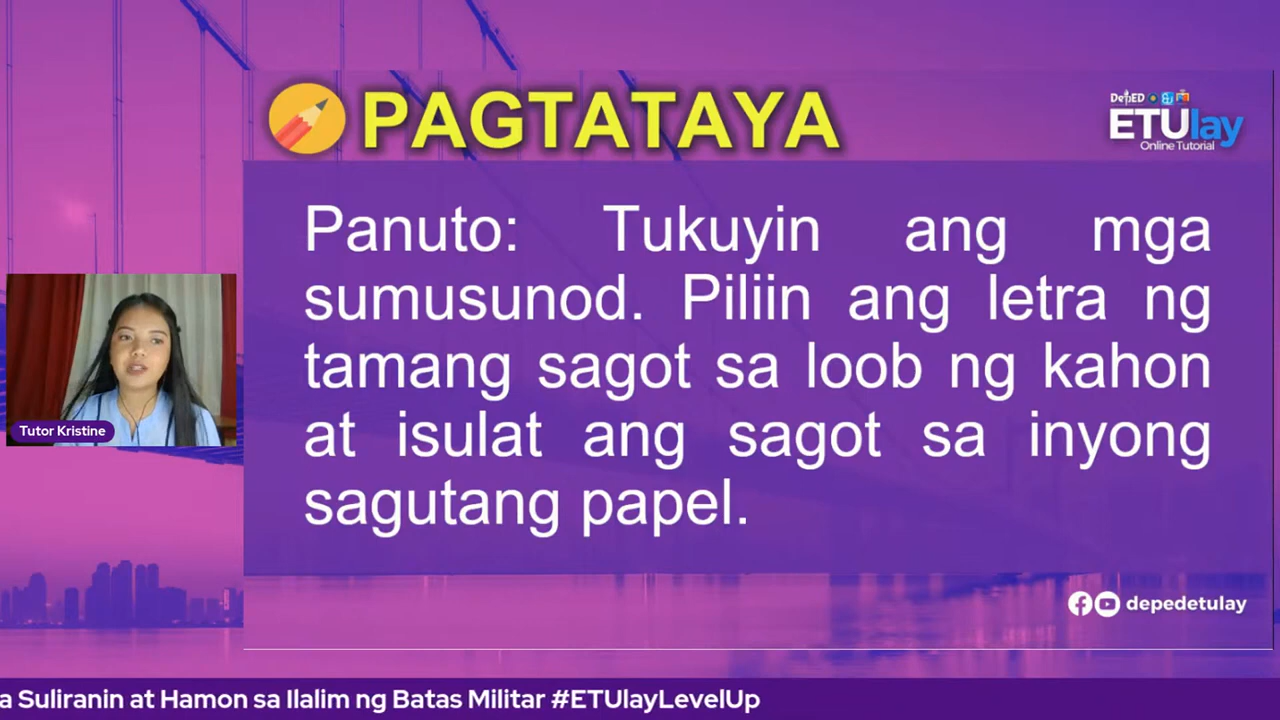 PAGTATAYA
DepED
ETUlay
Online Tutorial
Panuto: Tukuyin ang mga
sumusunod. Piliin ang letra ng
tamang sagot sa loob ng kahon
at isulat ang sagot sa inyong
sagutang papel.
Tutor Kristine
depedetulay
a Suliranin at Hamon sa Ilalim ng Batas Militar #ETUlayLevelUp